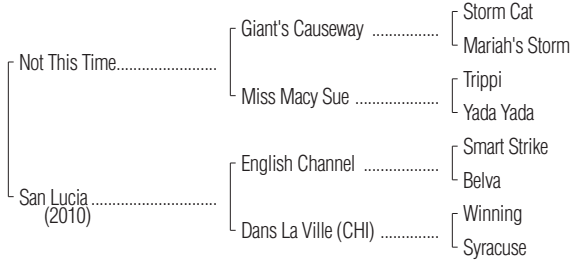 Storm Cat
Giant's Causeway ..................
Mariah's Storm
Not This Time.........................
Trippi
Miss Macy Sue ......................
Yada Yada
Smart Strike
English Channel ....................
Belva
San Lucia ...............................
(2010)
Winning
Dans La Ville (CHI) ................
Syracuse